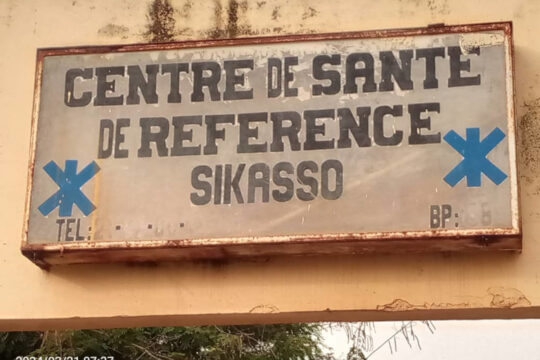 CENTRE DE SANTE
DE REFERENCE
SIKASSO
TEL:
BP: